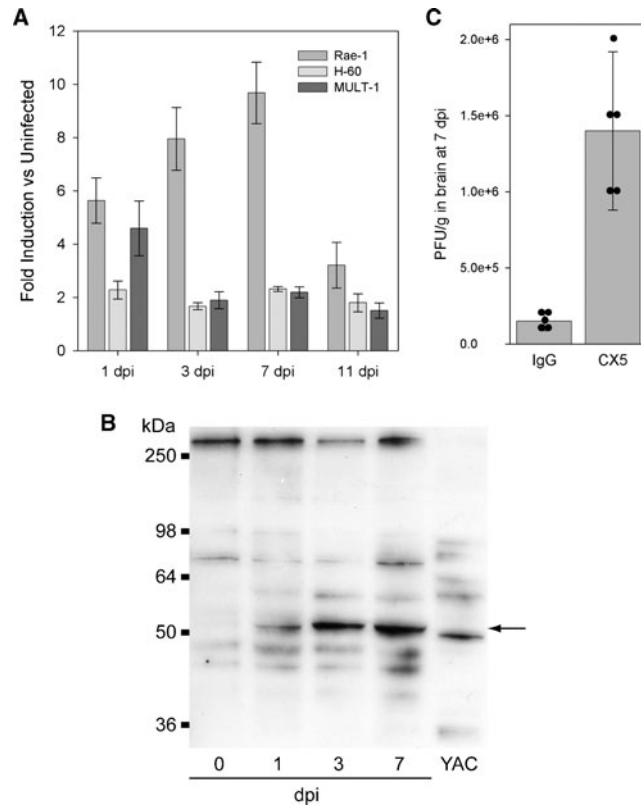 A
Fold Induction vs Uninfected
12
10
8
6
4
2
0
Rae-1
H-60
MULT-1
1 dpi
3 dpi
7 dpi
11 dpi
C
PFU/g in brain at 7 dpi
2.0e+6
1.5e+6
1.0e+6
5.0e+5
0.0
IgG
CX5
B
kDa
250
98
64
50
36
0
1
3
7
YAC
dpi